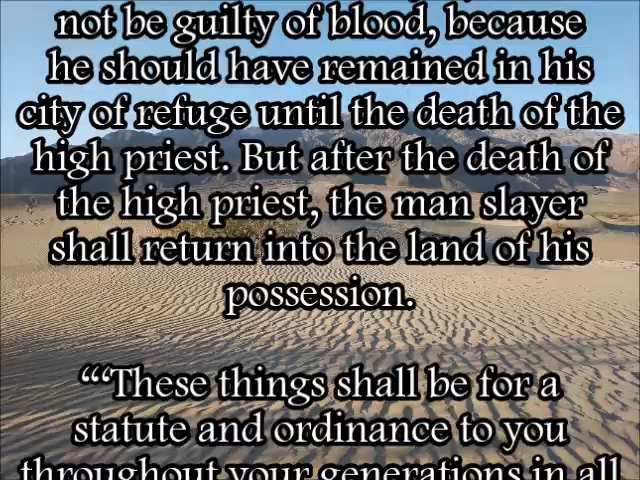 not be guilty of blood, because
he should have remained in his
city of refuge until the death of the
high priest. But after the death of
the high priest, the man slayer
shall return into the land of his
possession.
“‘These things shall be for a
statute and ordinance to you
throughout your generations in all